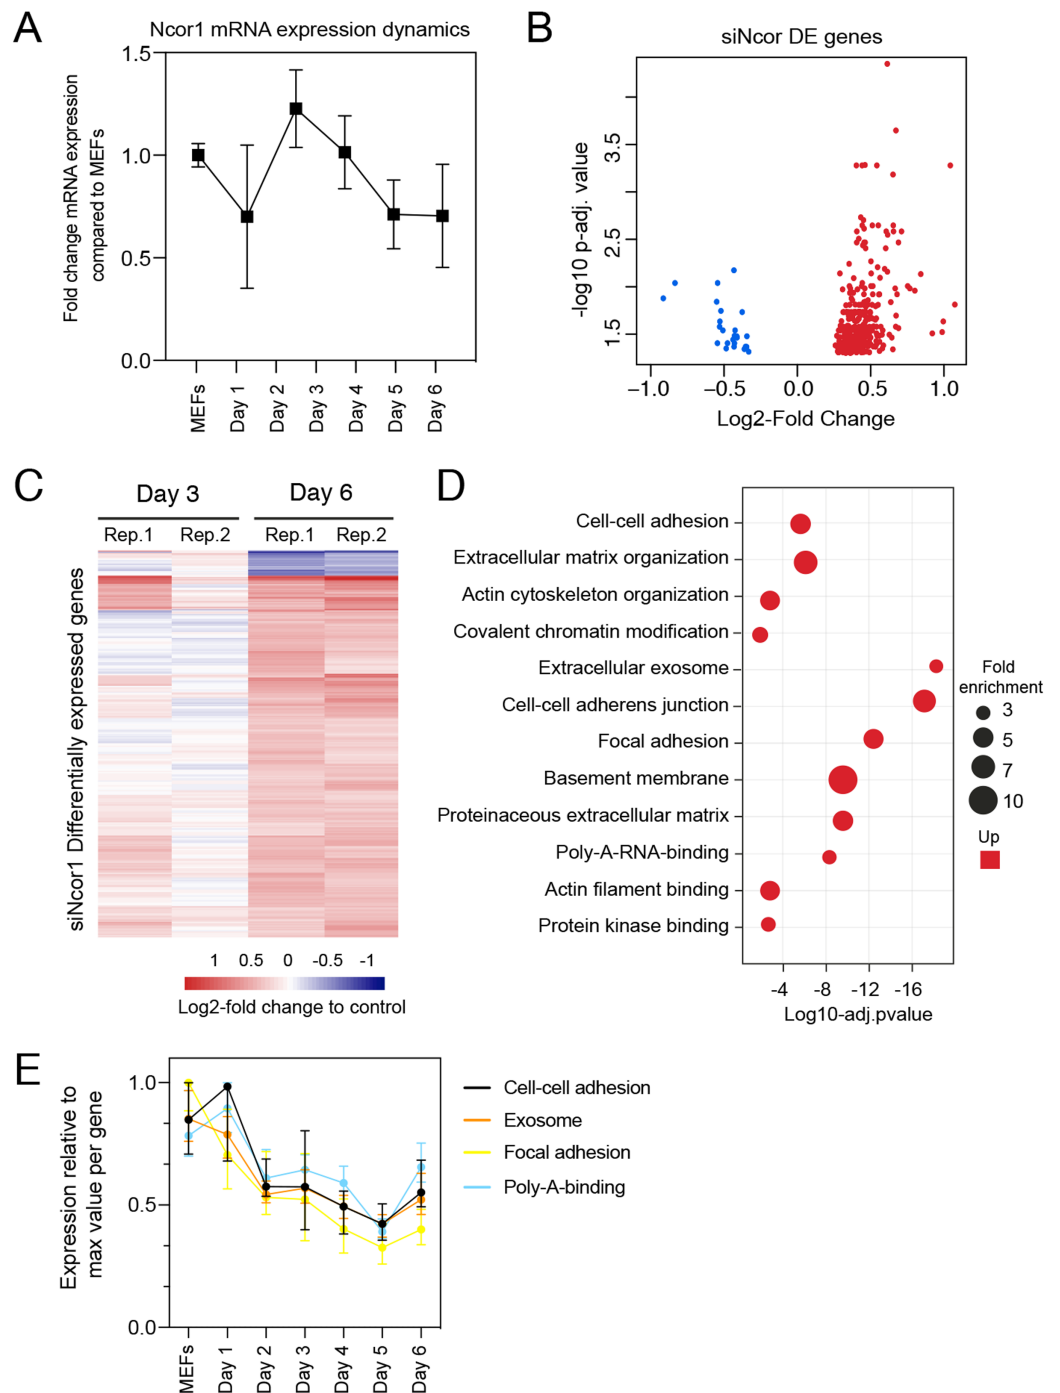 A
Ncor1 mRNA expression dynamics
Fold change mRNA expression
compared to MEFs
1.5
1.0
0.5
0.0
MEFs
Day 1
Day 2
Day 3
Day 4
Day 5
Day 6
B
siNcor DE genes
-log10 p-adj. value
3.5
2.5
1.5
−1.0
−0.5
0.0
0.5
1.0
Log2-Fold Change
C
Day 3
Day 6
Rep.1
Rep.2
Rep.1
Rep.2
siNcor1 Differentially expressed genes
1
0.5
0
-0.5
-1
Log2-fold change to control
D
Cell-cell adhesion
Extracellular matrix organization
Actin cytoskeleton organization
Covalent chromatin modification
Extracellular exosome
Cell-cell adherens junction
Focal adhesion
Basement membrane
Proteinaceous extracellular matrix
Poly-A-RNA-binding
Actin filament binding
Protein kinase binding
-4
-8
-12
-16
Log10-adj.pvalue
Fold
enrichment
3
5
7
10
Up
E
Expression relative to
max value per gene
1.0
0.5
0.0
MEFs
Day 1
Day 2
Day 3
Day 4
Day 5
Day 6
Cell-cell adhesion
Exosome
Focal adhesion
Poly-A-binding